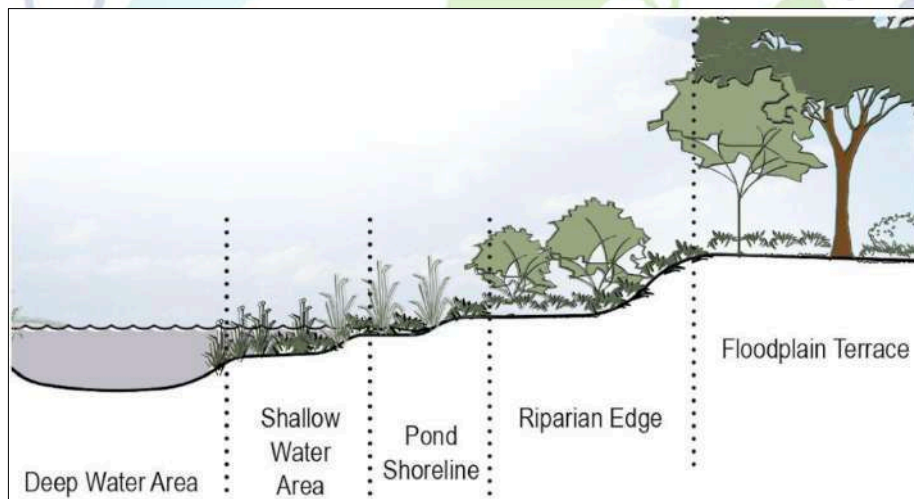 Deep Water Area
Shallow
Water
Area
Pond
Shoreline
Riparian Edge
Floodplain Terrace